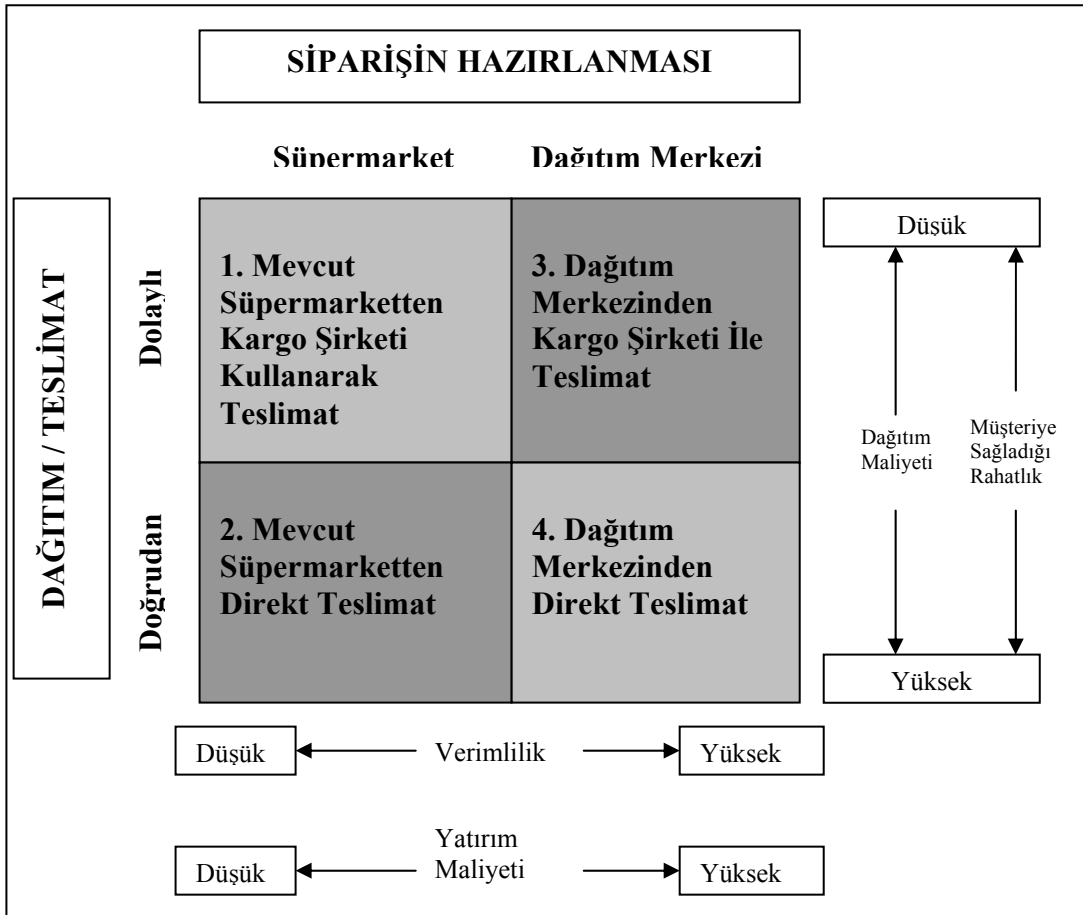 SİPARİŞİN HAZIRLANMASI
Süpermarket
Dağıtım Merkezi
DAĞITIM / TESLİMAT
Dolaylı
Doğrudan
1. Mevcut
Süpermarketten
Kargo Şirketi
Kullanarak
Teslimat
3. Dağıtım
Merkezinden
Kargo Şirketi İle
Teslimat
2. Mevcut
Süpermarketten
Direkt Teslimat
4. Dağıtım
Merkezinden
Direkt Teslimat
Düşük
Dağıtım
Maliyeti
Müşteriye
Sağladığı
Rahatlık
Yüksek
Düşük
Verimlilik
Yüksek
Düşük
Yatırım
Maliyeti
Yüksek